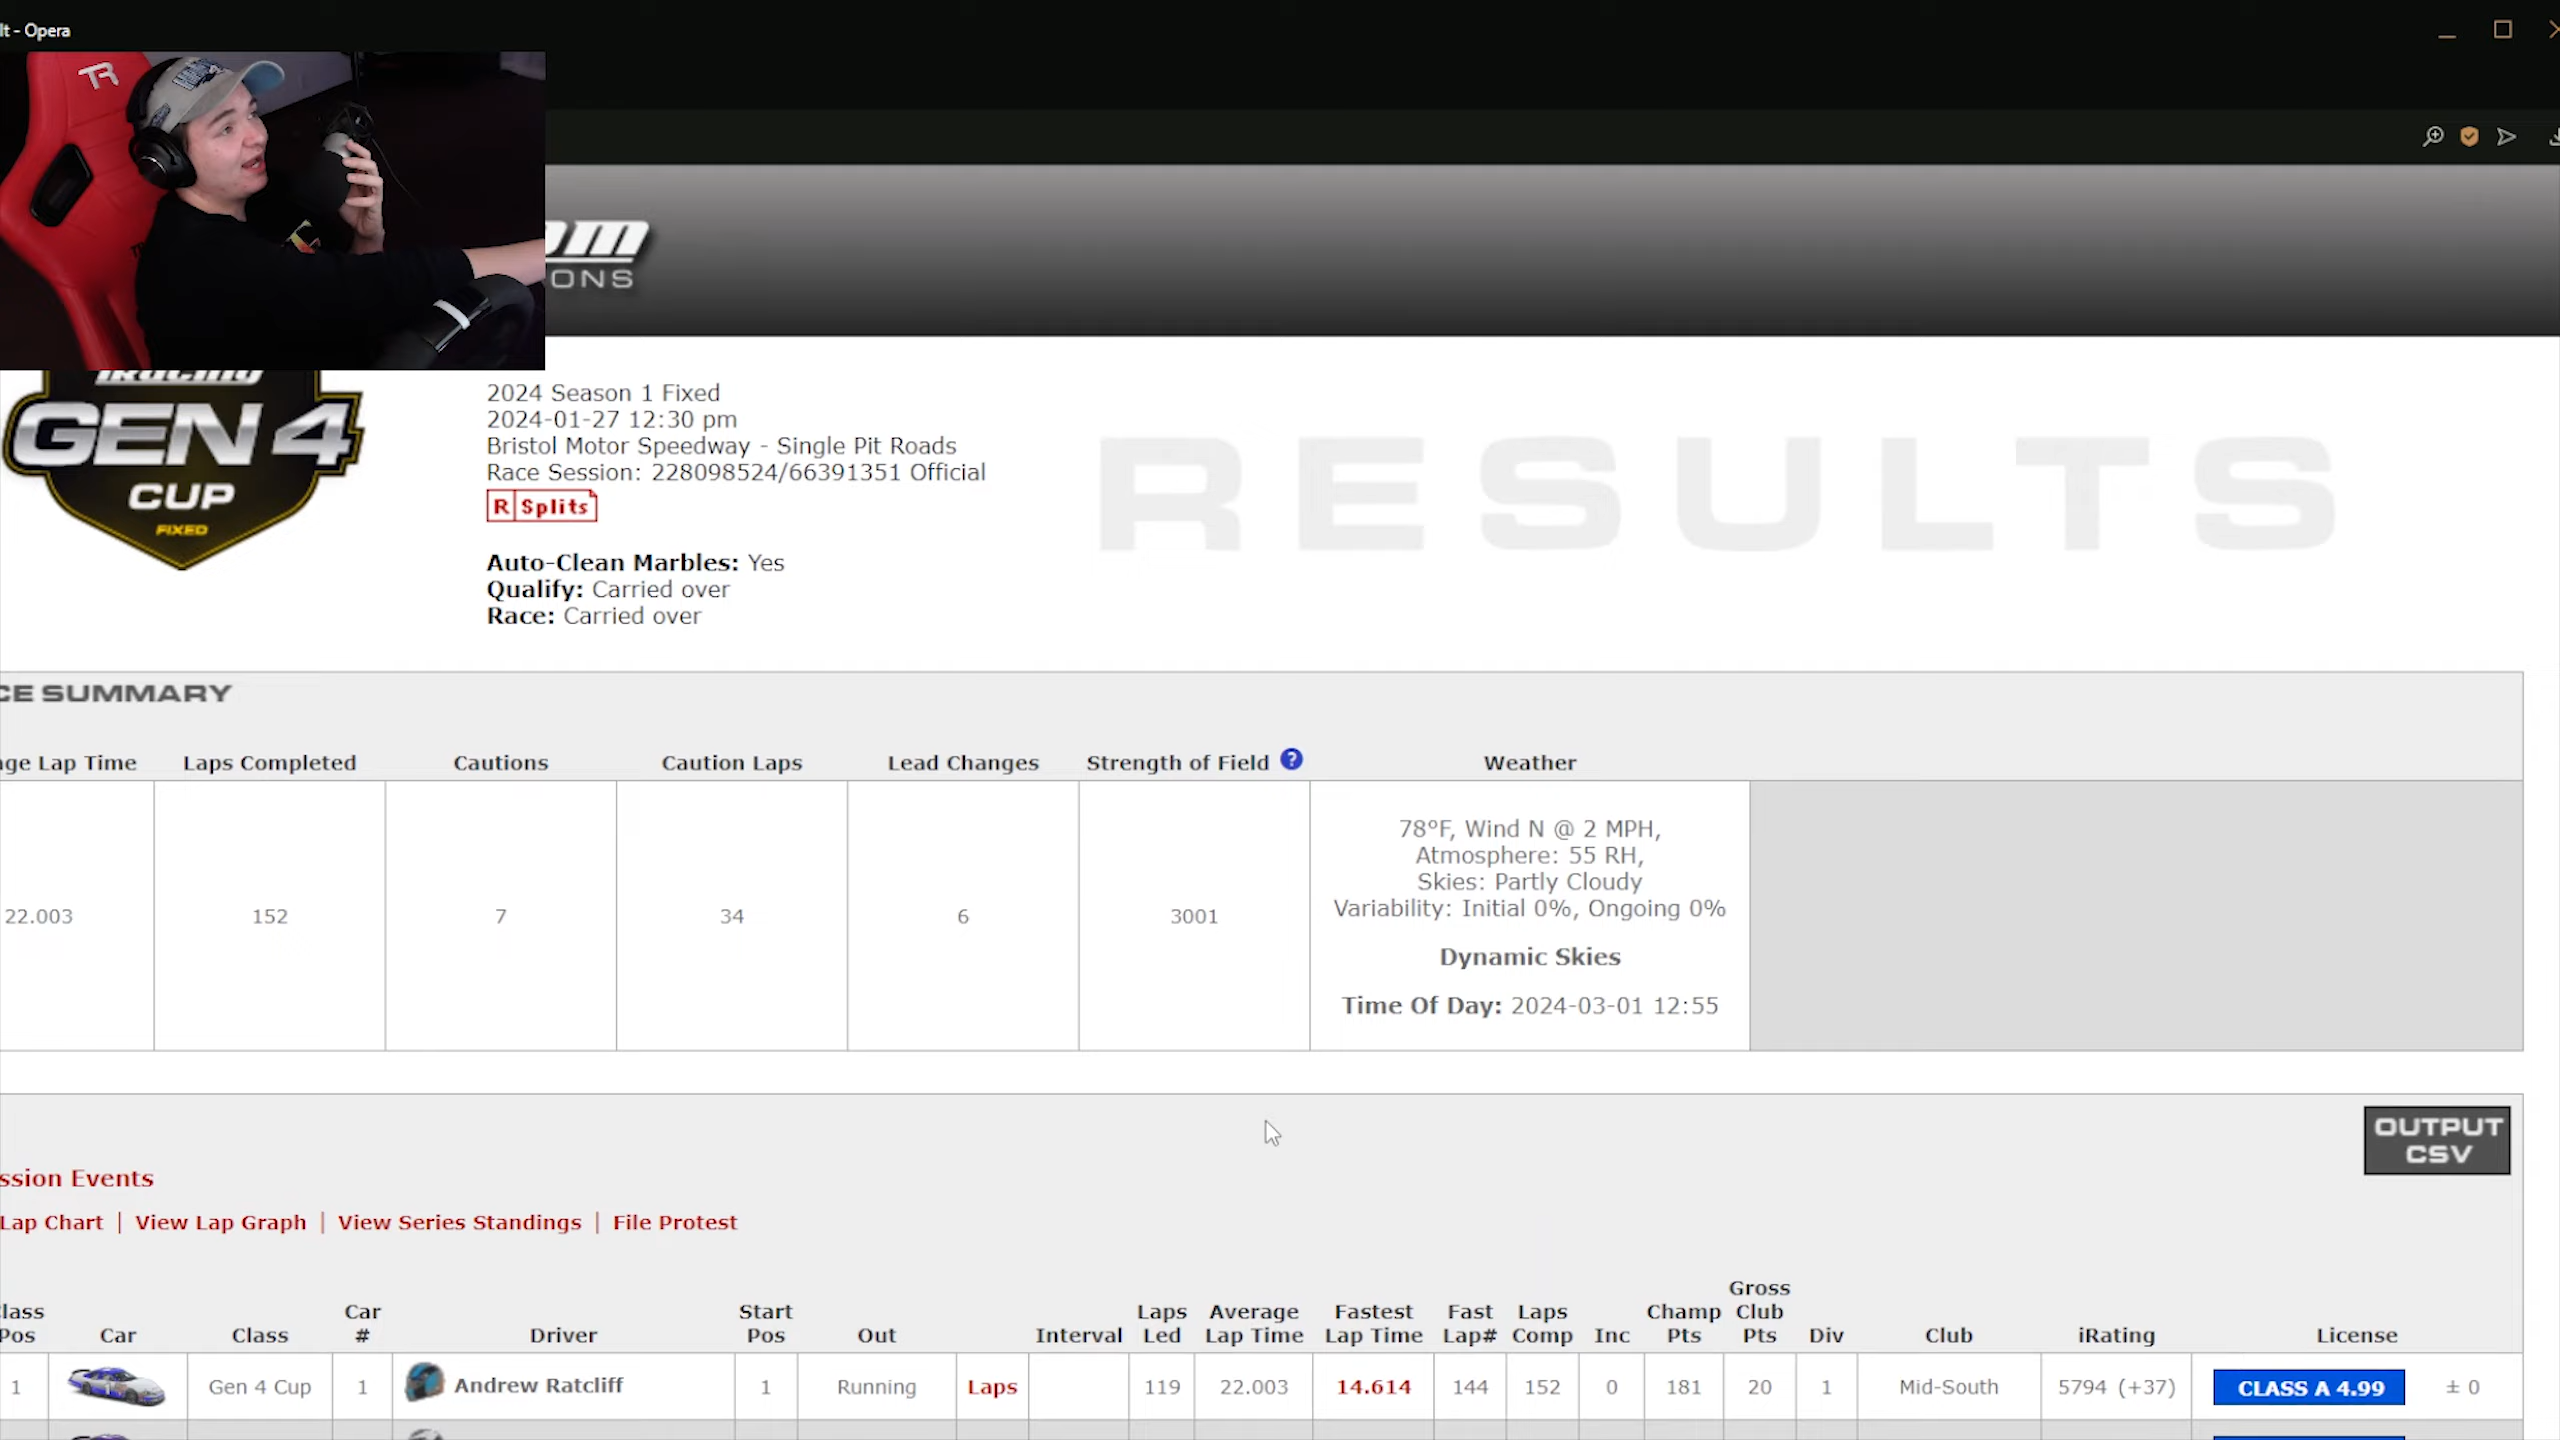 lt - Opera
TR
om
ONS
iRacing
GEN 4
CUP
FIXED
2024 Season 1 Fixed
2024-01-27 12:30 pm
Bristol Motor Speedway - Single Pit Roads
Race Session: 228098524/66391351 Official
R Splits
Auto-Clean Marbles: Yes
Qualify: Carried over
Race: Carried over
RESULTS
CE SUMMARY
age Lap Time Laps Completed Cautions Caution Laps Lead Changes Strength of Field ? Weather
22.003 152 7 34 6 3001
78°F, Wind N @ 2 MPH,
Atmosphere: 55 RH,
Skies: Partly Cloudy
Variability: Initial 0%, Ongoing 0%
Dynamic Skies
Time Of Day: 2024-03-01 12:55
OUTPUT
CSV
ssion Events
Lap Chart | View Lap Graph | View Series Standings | File Protest
Class Pos Car Class Car # Driver Start Pos Out Interval Laps Led Average Lap Time Fastest Lap Time Fast Lap# Laps Comp Inc Champ Pts Gross Club Pts Div Club iRating License
1 Gen 4 Cup 1 Andrew Ratcliff 1 Running Laps 119 22.003 14.614 144 152 0 181 20 1 Mid-South 5794 (+37) CLASS A 4.99 ± 0